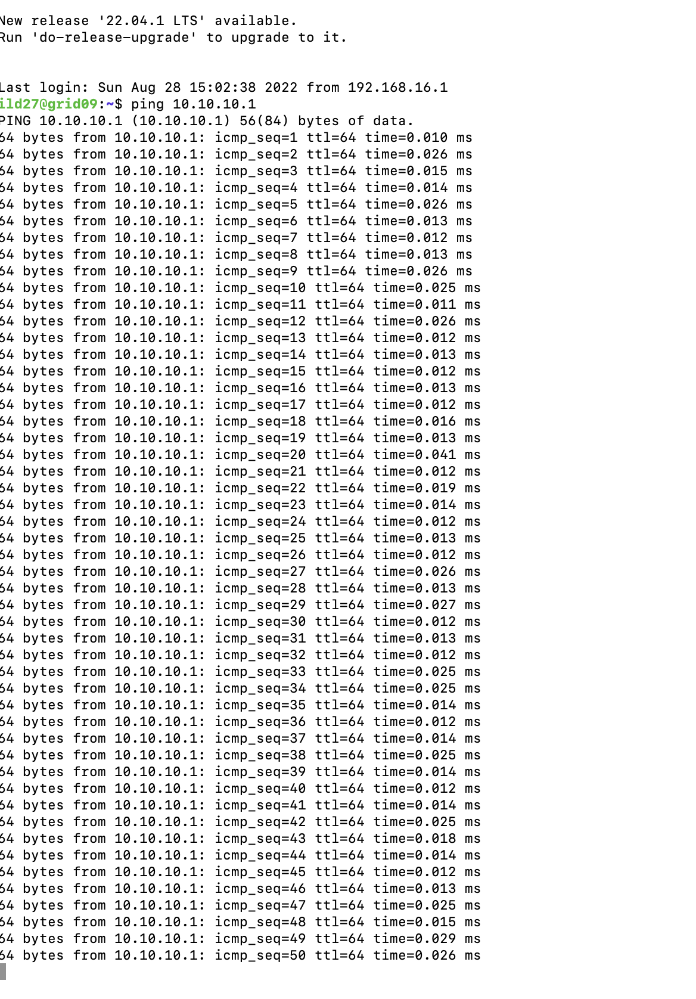 New release '22.04.1 LTS' available.
Run 'do-release-upgrade' to upgrade to it.
Last login: Sun Aug 28 15:02:38 2022 from 192.168.16.1
ild27@grid09:~$ ping 10.10.10.1
PING 10.10.10.1 (10.10.10.1) 56(84) bytes of data.
64 bytes from 10.10.10.1: icmp_seq=1 ttl=64 time=0.010 ms
64 bytes from 10.10.10.1: icmp_seq=2 ttl=64 time=0.026 ms
64 bytes from 10.10.10.1: icmp_seq=3 ttl=64 time=0.015 ms
64 bytes from 10.10.10.1: icmp_seq=4 ttl=64 time=0.014 ms
64 bytes from 10.10.10.1: icmp_seq=5 ttl=64 time=0.026 ms
64 bytes from 10.10.10.1: icmp_seq=6 ttl=64 time=0.013 ms
64 bytes from 10.10.10.1: icmp_seq=7 ttl=64 time=0.012 ms
64 bytes from 10.10.10.1: icmp_seq=8 ttl=64 time=0.013 ms
64 bytes from 10.10.10.1: icmp_seq=9 ttl=64 time=0.026 ms
64 bytes from 10.10.10.1: icmp_seq=10 ttl=64 time=0.025 ms
64 bytes from 10.10.10.1: icmp_seq=11 ttl=64 time=0.011 ms
64 bytes from 10.10.10.1: icmp_seq=12 ttl=64 time=0.026 ms
64 bytes from 10.10.10.1: icmp_seq=13 ttl=64 time=0.012 ms
64 bytes from 10.10.10.1: icmp_seq=14 ttl=64 time=0.013 ms
64 bytes from 10.10.10.1: icmp_seq=15 ttl=64 time=0.012 ms
64 bytes from 10.10.10.1: icmp_seq=16 ttl=64 time=0.013 ms
64 bytes from 10.10.10.1: icmp_seq=17 ttl=64 time=0.012 ms
64 bytes from 10.10.10.1: icmp_seq=18 ttl=64 time=0.016 ms
64 bytes from 10.10.10.1: icmp_seq=19 ttl=64 time=0.013 ms
64 bytes from 10.10.10.1: icmp_seq=20 ttl=64 time=0.041 ms
64 bytes from 10.10.10.1: icmp_seq=21 ttl=64 time=0.012 ms
64 bytes from 10.10.10.1: icmp_seq=22 ttl=64 time=0.019 ms
64 bytes from 10.10.10.1: icmp_seq=23 ttl=64 time=0.014 ms
64 bytes from 10.10.10.1: icmp_seq=24 ttl=64 time=0.012 ms
64 bytes from 10.10.10.1: icmp_seq=25 ttl=64 time=0.013 ms
64 bytes from 10.10.10.1: icmp_seq=26 ttl=64 time=0.012 ms
64 bytes from 10.10.10.1: icmp_seq=27 ttl=64 time=0.026 ms
64 bytes from 10.10.10.1: icmp_seq=28 ttl=64 time=0.013 ms
64 bytes from 10.10.10.1: icmp_seq=29 ttl=64 time=0.027 ms
64 bytes from 10.10.10.1: icmp_seq=30 ttl=64 time=0.012 ms
64 bytes from 10.10.10.1: icmp_seq=31 ttl=64 time=0.013 ms
64 bytes from 10.10.10.1: icmp_seq=32 ttl=64 time=0.012 ms
64 bytes from 10.10.10.1: icmp_seq=33 ttl=64 time=0.025 ms
64 bytes from 10.10.10.1: icmp_seq=34 ttl=64 time=0.025 ms
64 bytes from 10.10.10.1: icmp_seq=35 ttl=64 time=0.014 ms
64 bytes from 10.10.10.1: icmp_seq=36 ttl=64 time=0.012 ms
64 bytes from 10.10.10.1: icmp_seq=37 ttl=64 time=0.014 ms
64 bytes from 10.10.10.1: icmp_seq=38 ttl=64 time=0.025 ms
64 bytes from 10.10.10.1: icmp_seq=39 ttl=64 time=0.014 ms
64 bytes from 10.10.10.1: icmp_seq=40 ttl=64 time=0.012 ms
64 bytes from 10.10.10.1: icmp_seq=41 ttl=64 time=0.014 ms
64 bytes from 10.10.10.1: icmp_seq=42 ttl=64 time=0.025 ms
64 bytes from 10.10.10.1: icmp_seq=43 ttl=64 time=0.018 ms
64 bytes from 10.10.10.1: icmp_seq=44 ttl=64 time=0.014 ms
64 bytes from 10.10.10.1: icmp_seq=45 ttl=64 time=0.012 ms
64 bytes from 10.10.10.1: icmp_seq=46 ttl=64 time=0.013 ms
64 bytes from 10.10.10.1: icmp_seq=47 ttl=64 time=0.025 ms
64 bytes from 10.10.10.1: icmp_seq=48 ttl=64 time=0.015 ms
64 bytes from 10.10.10.1: icmp_seq=49 ttl=64 time=0.029 ms
64 bytes from 10.10.10.1: icmp_seq=50 ttl=64 time=0.026 ms